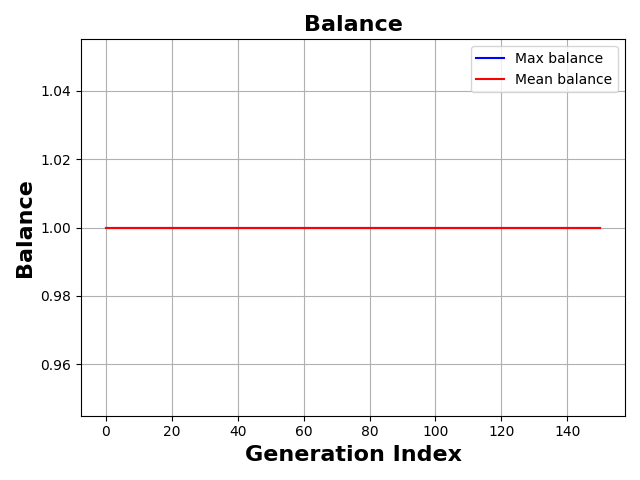 Balance
Max balance
Mean balance
1.04
1.02
1.00
0.98
0.96
Balance
0 20 40 60 80 100 120 140
Generation Index